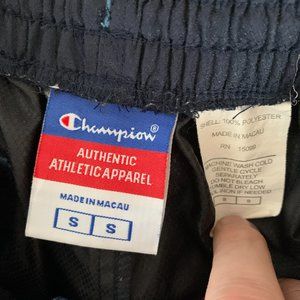 Champion®
AUTHENTIC
ATHLETIC APPAREL
MADE IN MACAU
S S
SHELL: 100% POLYESTER
MADE IN MACAU
RN 15099
MACHINE WASH COLD
GENTLE CYCLE
SEPARATELY
DO NOT BLEACH
TUMBLE DRY LOW
IRON IF NEEDED
S S